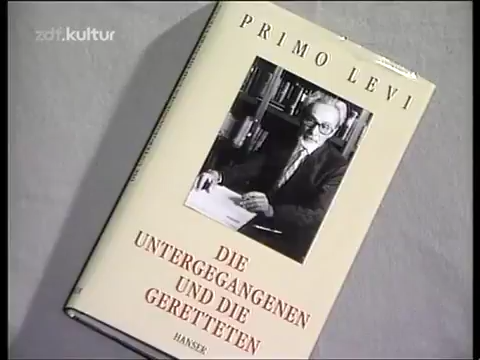 zdf.kultur
PRIMO LEVI
DIE
UNTERGEGANGENEN
UND DIE
GERETTETEN
HANSER